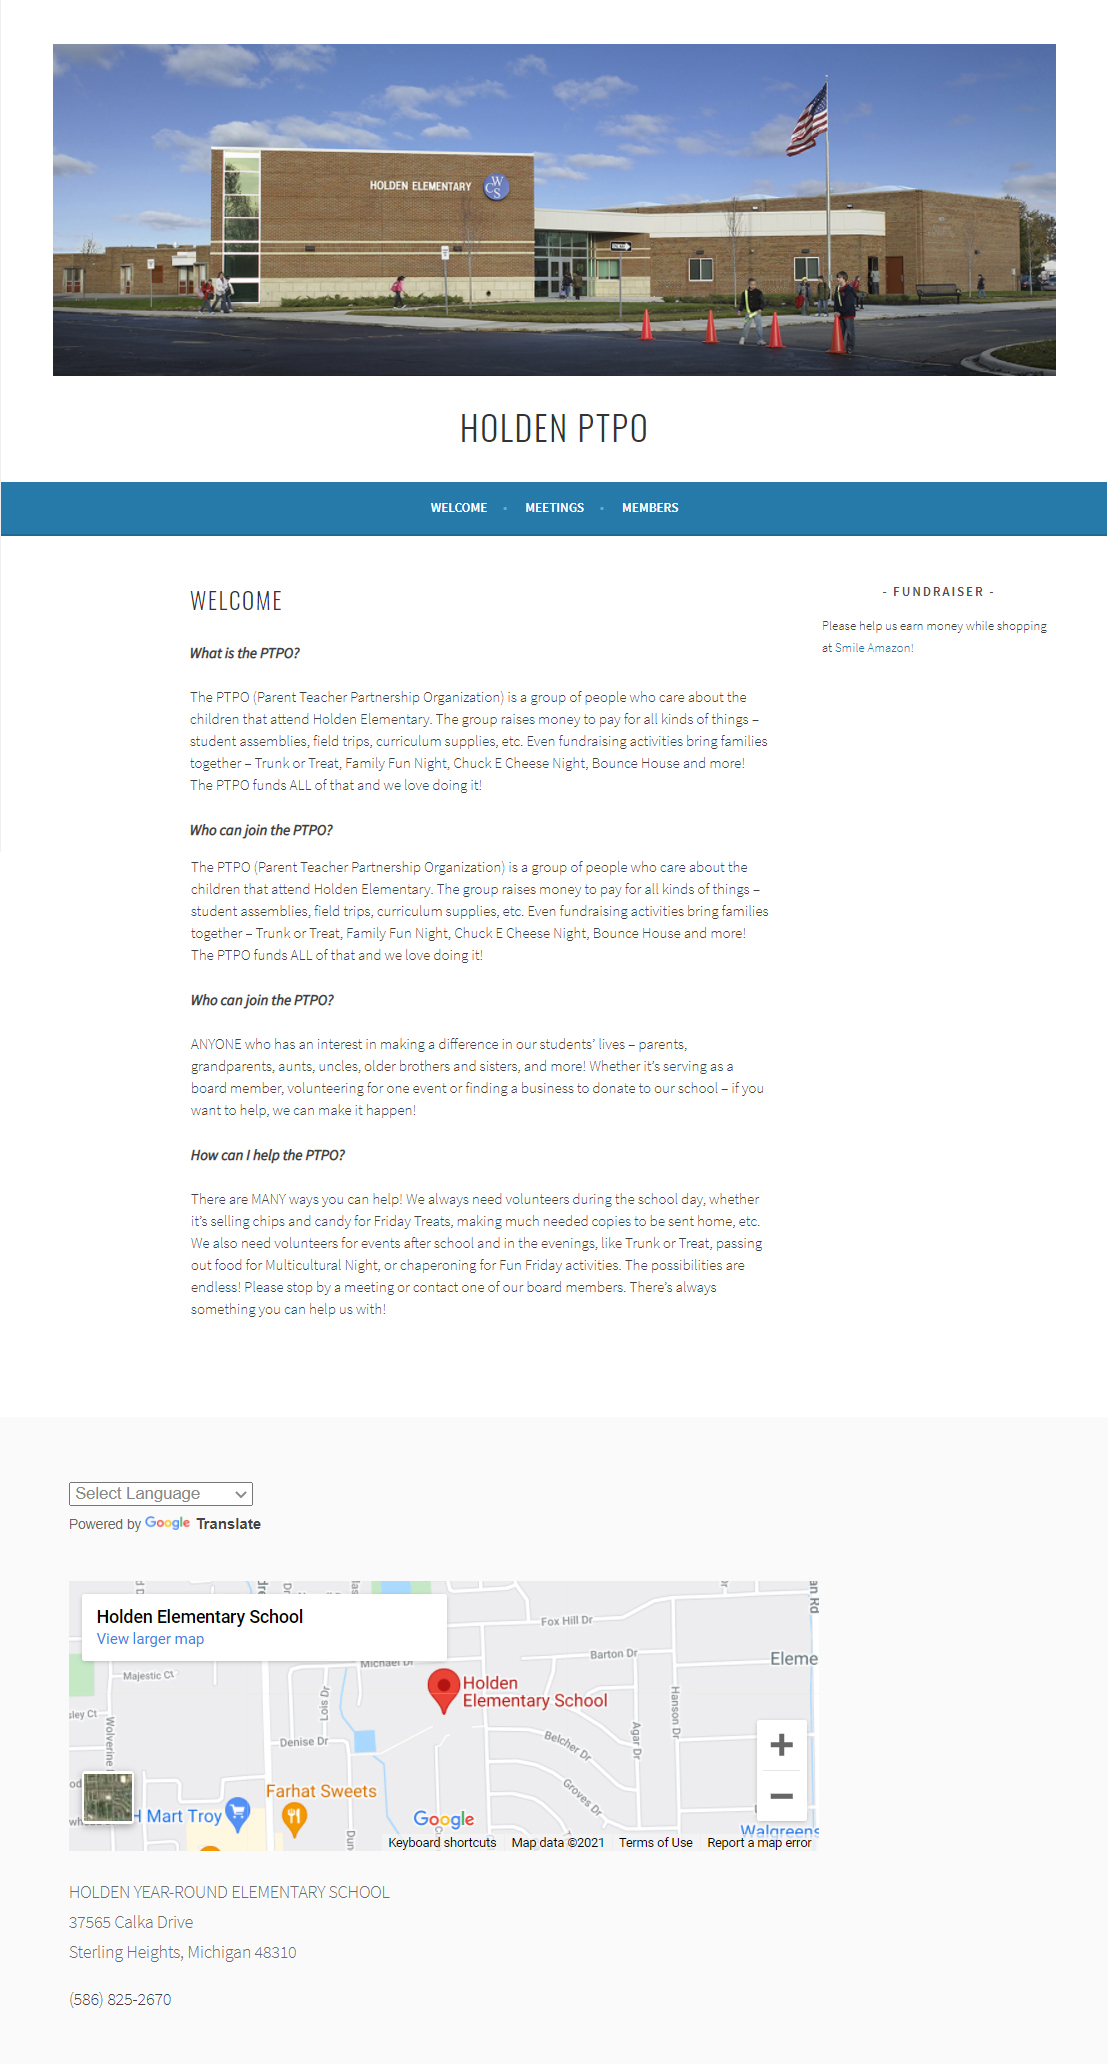 HOLDEN ELEMENTARY
WCS
HOLDEN PTPO
WELCOME • MEETINGS • MEMBERS
WELCOME
What is the PTPO?
The PTPO (Parent Teacher Partnership Organization) is a group of people who care about the
children that attend Holden Elementary. The group raises money to pay for all kinds of things –
student assemblies, field trips, curriculum supplies, etc. Even fundraising activities bring families
together – Trunk or Treat, Family Fun Night, Chuck E Cheese Night, Bounce House and more!
The PTPO funds ALL of that and we love doing it!
Who can join the PTPO?
The PTPO (Parent Teacher Partnership Organization) is a group of people who care about the
children that attend Holden Elementary. The group raises money to pay for all kinds of things –
student assemblies, field trips, curriculum supplies, etc. Even fundraising activities bring families
together – Trunk or Treat, Family Fun Night, Chuck E Cheese Night, Bounce House and more!
The PTPO funds ALL of that and we love doing it!
Who can join the PTPO?
ANYONE who has an interest in making a difference in our students’ lives – parents,
grandparents, aunts, uncles, older brothers and sisters, and more! Whether it’s serving as a
board member, volunteering for one event or finding a business to donate to our school – if you
want to help, we can make it happen!
How can I help the PTPO?
There are MANY ways you can help! We always need volunteers during the school day, whether
it’s selling chips and candy for Friday Treats, making much needed copies to be sent home, etc.
We also need volunteers for events after school and in the evenings, like Trunk or Treat, passing
out food for Multicultural Night, or chaperoning for Fun Friday activities. The possibilities are
endless! Please stop by a meeting or contact one of our board members. There’s always
something you can help us with!
- FUNDRAISER -
Please help us earn money while shopping
at Smile Amazon!
Select Language
Powered by Google Translate
Holden Elementary School
View larger map
Fox Hill Dr
Barton Dr
Michael Dr
Majestic Ct
sley Ct
Wolverine
Lois Dr
Denise Dr
Holden
Elementary School
Hanson Dr
Agar Dr
Belcher Dr
Groves Dr
an Rd
Eleme
Farhat Sweets
H Mart Troy
Dun
Walgreens
Google
Keyboard shortcuts Map data ©2021 Terms of Use Report a map error
HOLDEN YEAR-ROUND ELEMENTARY SCHOOL
37565 Calka Drive
Sterling Heights, Michigan 48310
(586) 825-2670